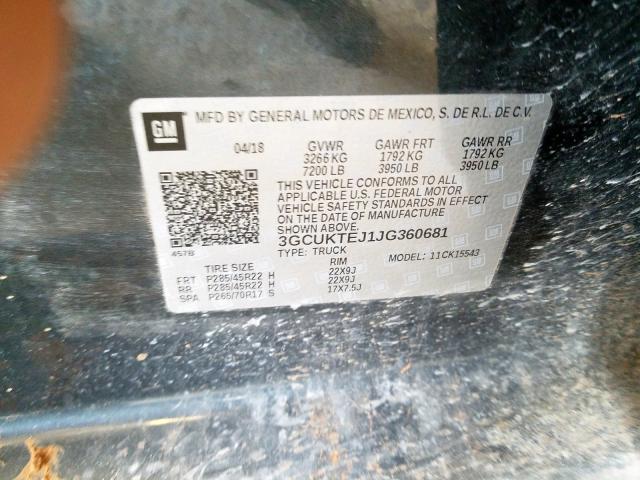 GM
MFD BY GENERAL MOTORS DE MEXICO, S. DE R.L. DE C.V.
04/18 GVWR GAWR FRT GAWR RR
3266 KG 1792 KG 1792 KG
7200 LB 3950 LB 3950 LB
THIS VEHICLE CONFORMS TO ALL
APPLICABLE U.S. FEDERAL MOTOR
VEHICLE SAFETY STANDARDS IN EFFECT
ON THE DATE OF MANUFACTURE
SHOWN ABOVE.
457B 3GCUKTEJ1JG360681
TYPE: TRUCK MODEL: 11CK15543
TIRE SIZE RIM
FRT P285/45R22 H 22X9J
RR P285/45R22 H 22X9J
SPA P265/70R17 S 17X7.5J